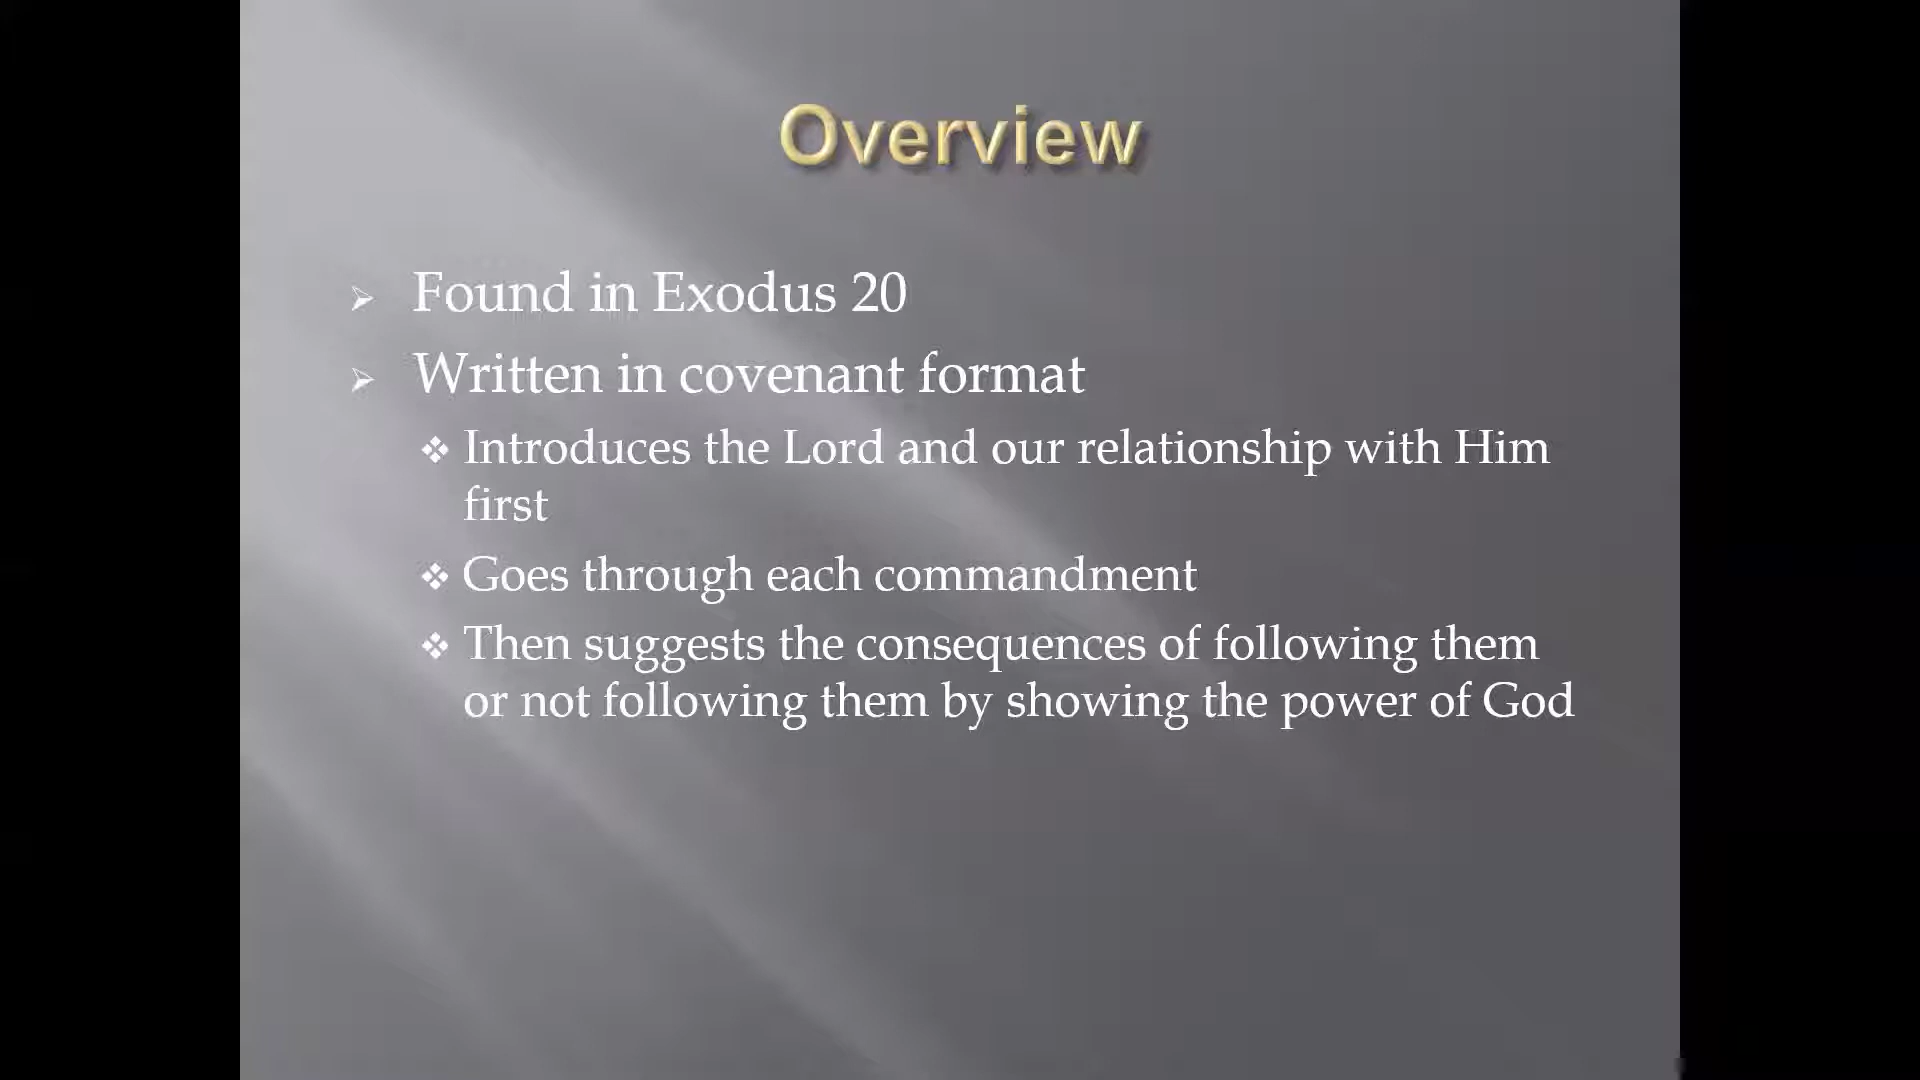 Overview
Found in Exodus 20
Written in covenant format
Introduces the Lord and our relationship with Him
first
Goes through each commandment
Then suggests the consequences of following them
or not following them by showing the power of God